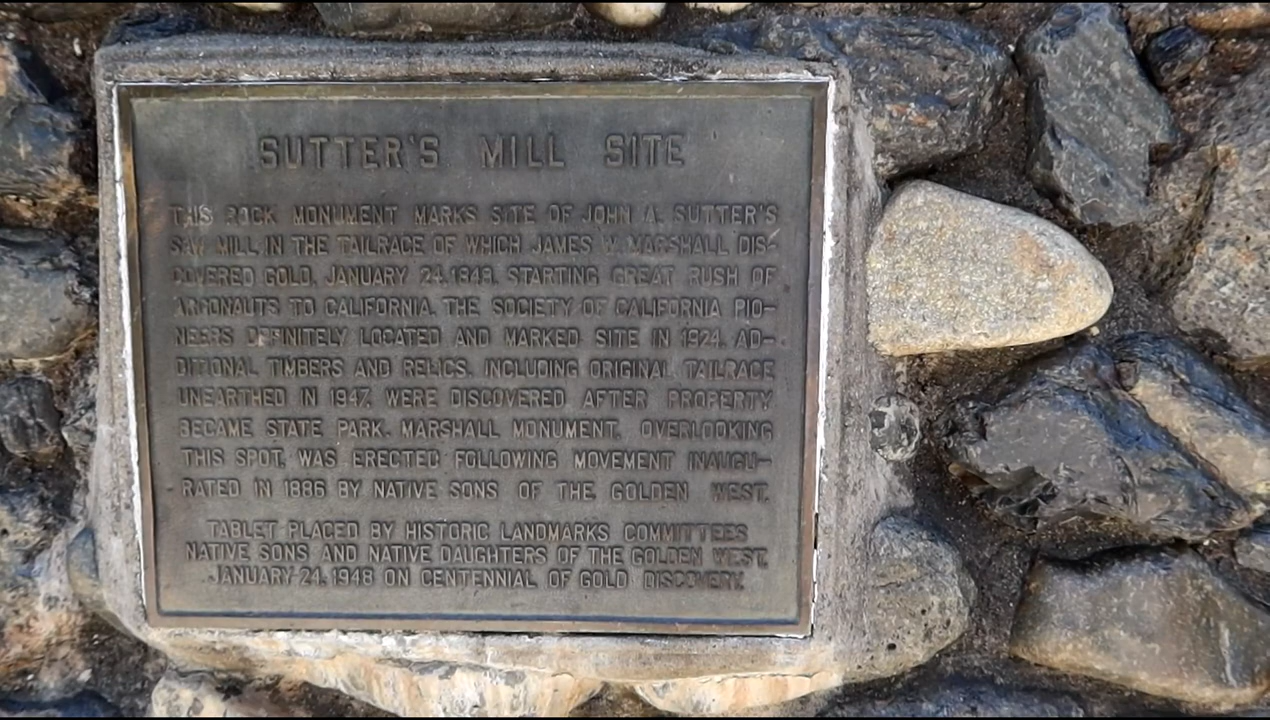 SUTTER'S MILL SITE
THIS ROCK MONUMENT MARKS SITE OF JOHN A. SUTTER'S
SAW MILL IN THE TAILRACE OF WHICH JAMES W. MARSHALL DIS-
COVERED GOLD, JANUARY 24, 1848, STARTING GREAT RUSH OF
ARGONAUTS TO CALIFORNIA. THE SOCIETY OF CALIFORNIA PIO-
NEERS DEFINITELY LOCATED AND MARKED SITE IN 1924. AD-
DITIONAL TIMBERS AND RELICS, INCLUDING ORIGINAL TAILRACE
UNEARTHED IN 1947, WERE DISCOVERED AFTER PROPERTY
BECAME STATE PARK. MARSHALL MONUMENT, OVERLOOKING
THIS SPOT, WAS ERECTED FOLLOWING MOVEMENT INAUGU-
RATED IN 1886 BY NATIVE SONS OF THE GOLDEN WEST.
TABLET PLACED BY HISTORIC LANDMARKS COMMITTEES
NATIVE SONS AND NATIVE DAUGHTERS OF THE GOLDEN WEST,
JANUARY 24, 1948 ON CENTENNIAL OF GOLD DISCOVERY.